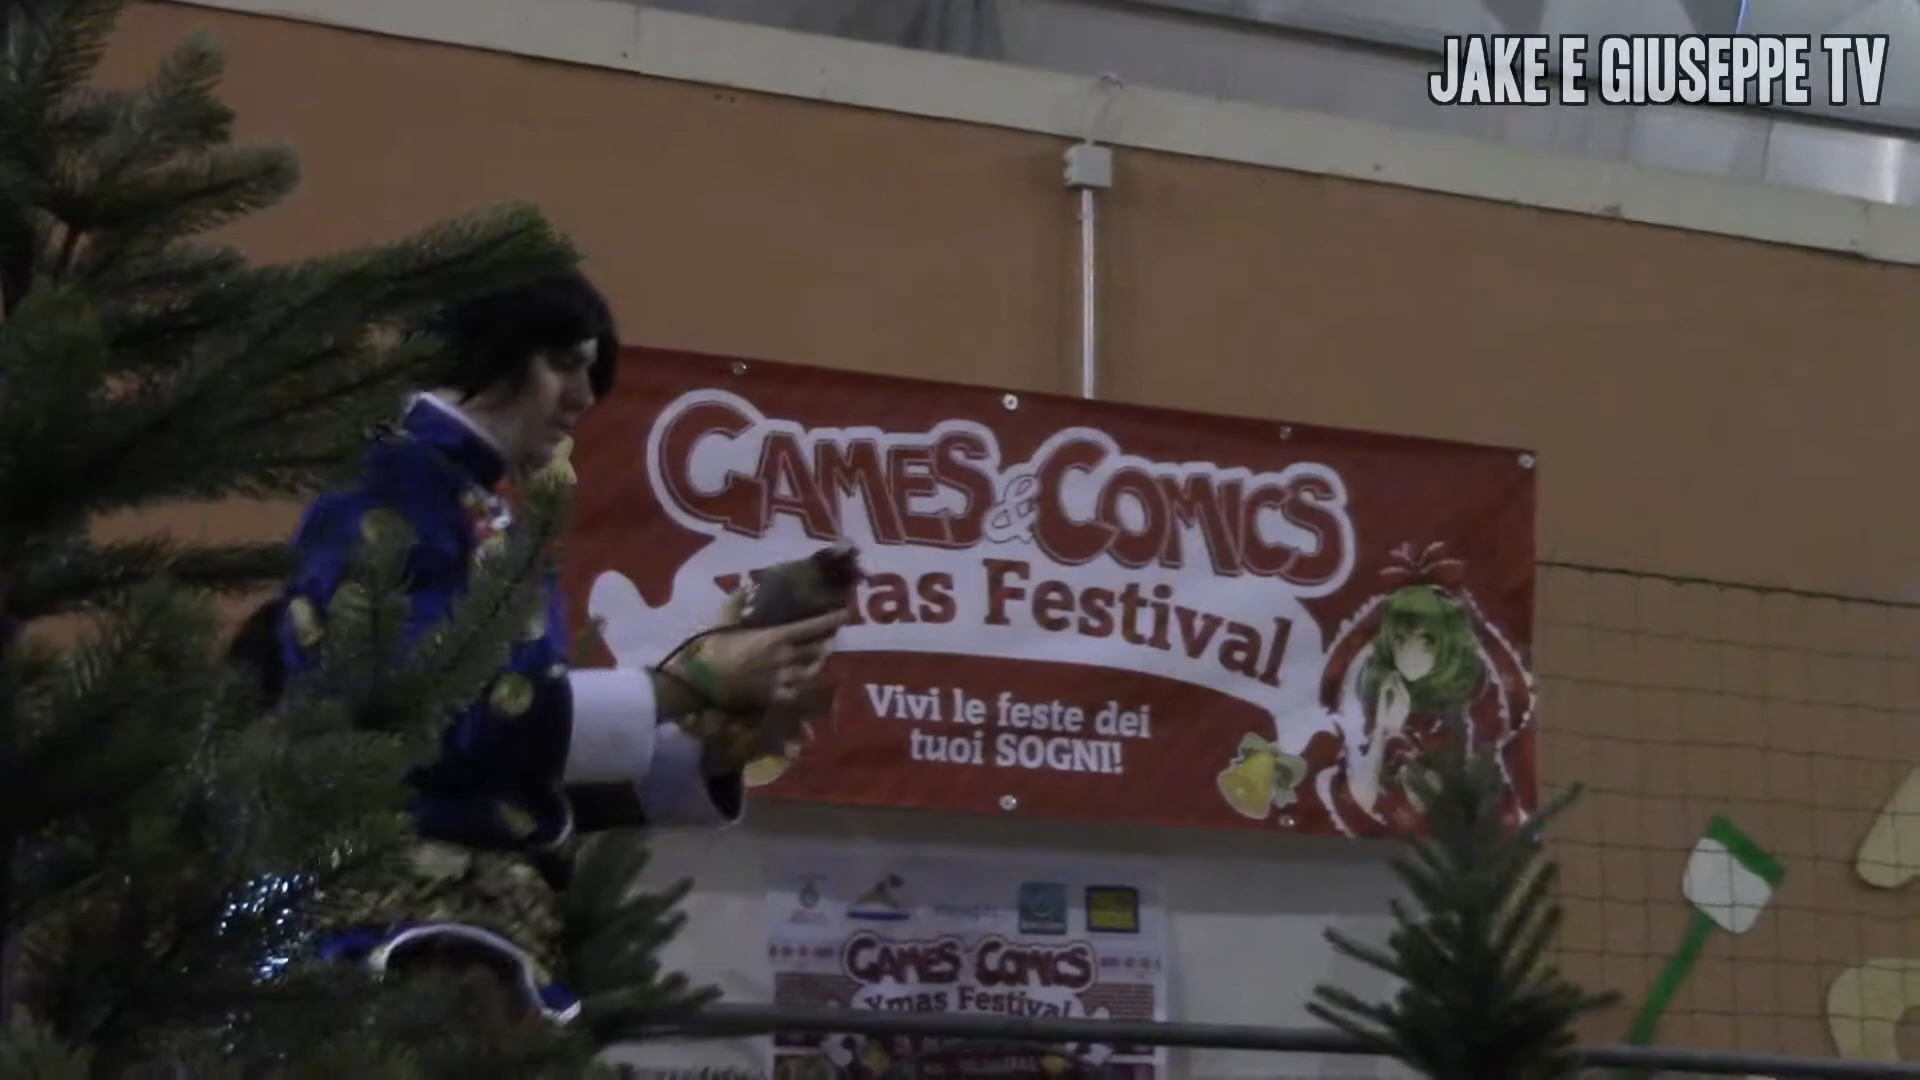 JAKE E GIUSEPPE TV
GAMES & COMICS
Xmas Festival
Vivi le feste dei
tuoi SOGNI!
GAMES COMICS
Xmas Festival